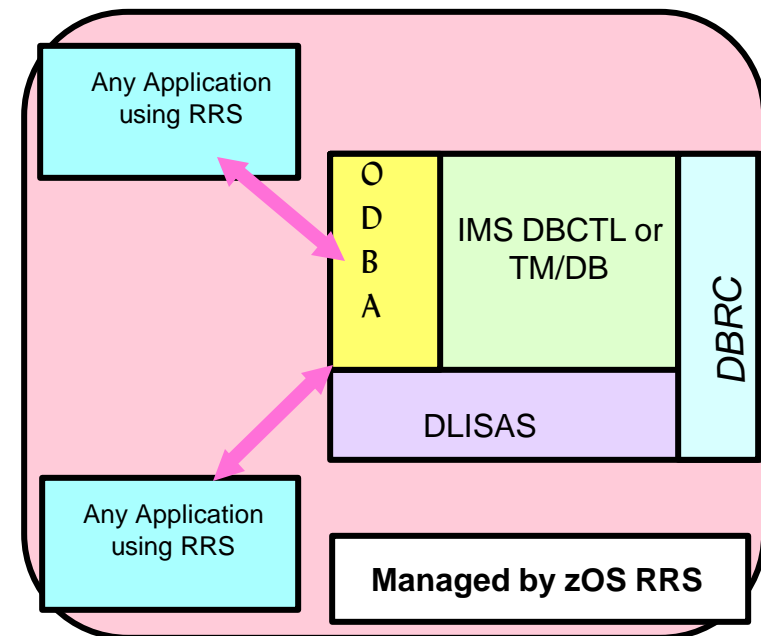 Any Application
using RRS
O
D
B
A
IMS DBCTL or
TM/DB
DBRC
DLISAS
Any Application
using RRS
Managed by zOS RRS